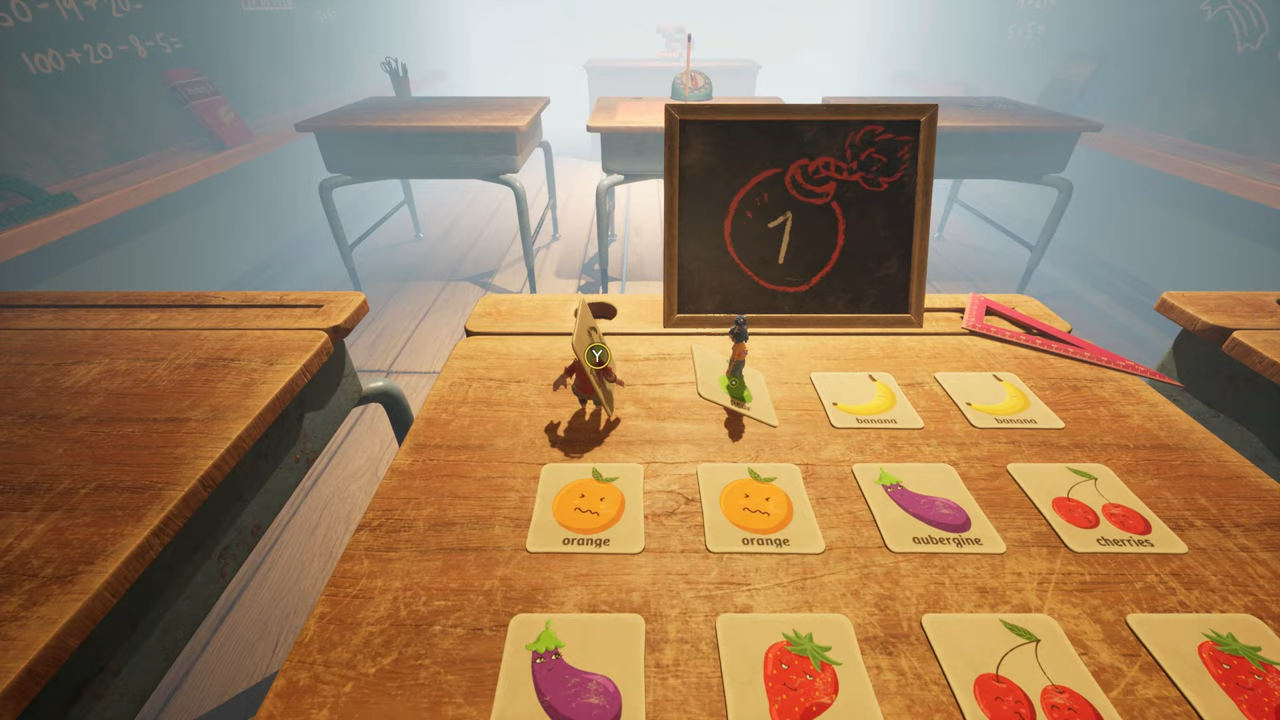 100+20-8-5=
1
Y
banana
banana
orange
orange
aubergine
cherries